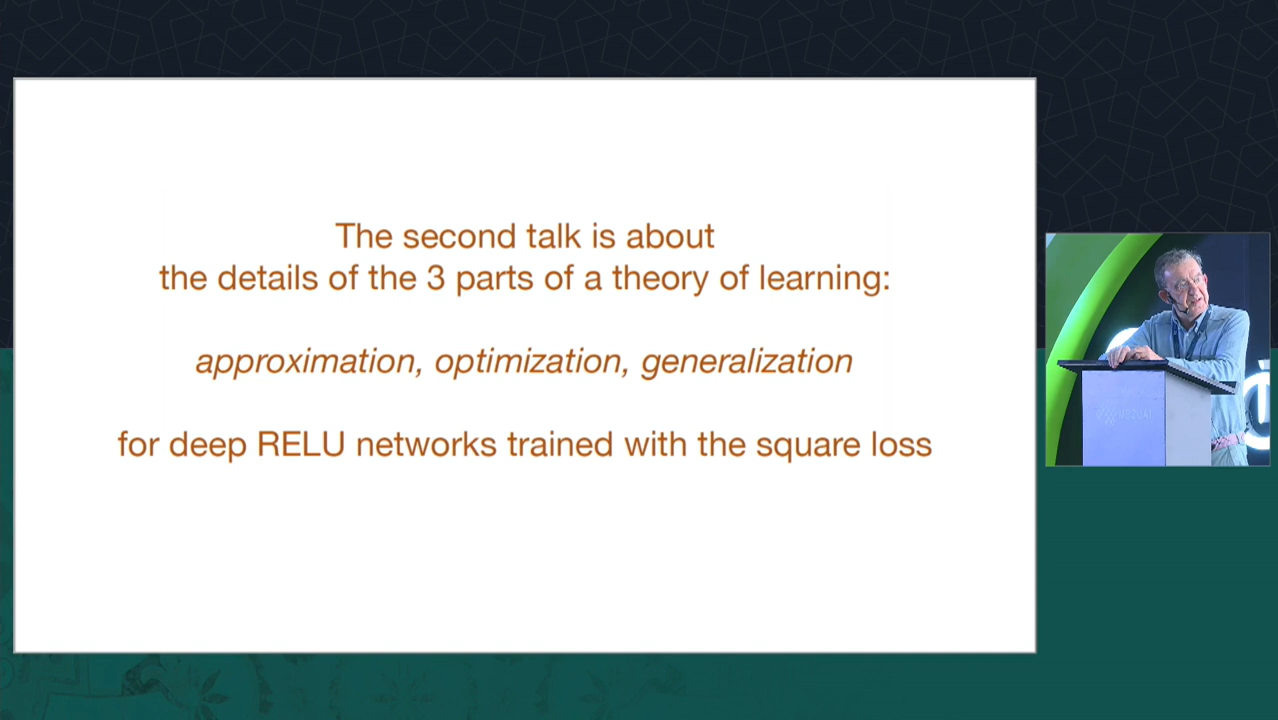 The second talk is about
the details of the 3 parts of a theory of learning:
approximation, optimization, generalization
for deep RELU networks trained with the square loss